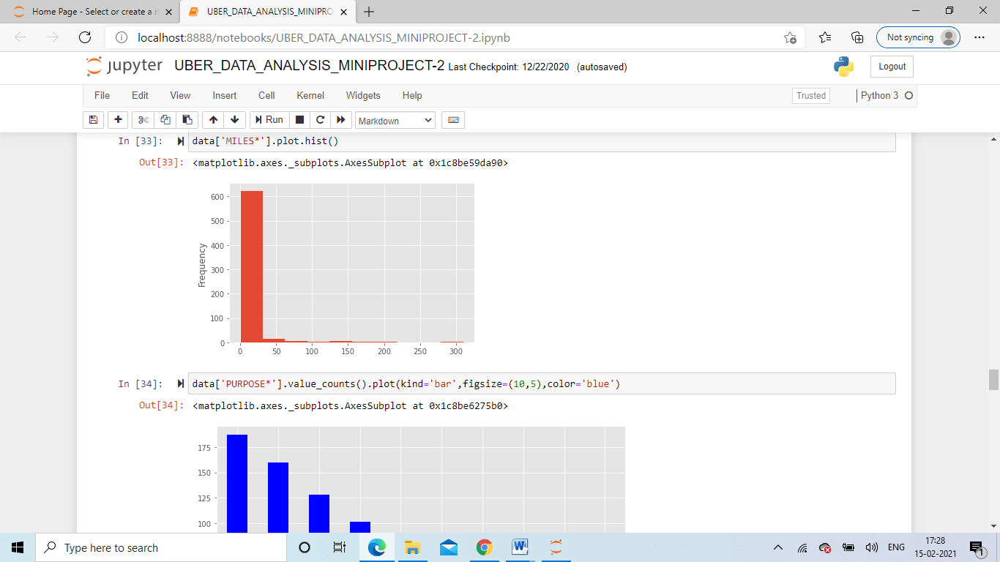 Home Page - Select or create a n
UBER_DATA_ANALYSIS_MINIPRO
localhost:8888/notebooks/UBER_DATA_ANALYSIS_MINIPROJECT-2.ipynb
Not syncing
jupyter UBER_DATA_ANALYSIS_MINIPROJECT-2 Last Checkpoint: 12/22/2020 (autosaved)
Logout
File Edit View Insert Cell Kernel Widgets Help
Trusted
Python 3
Run
Markdown
In [33]: data['MILES*'].plot.hist()
Out[33]: <matplotlib.axes._subplots.AxesSubplot at 0x1c8be59da90>
600
500
400
300
200
100
0
Frequency
0 50 100 150 200 250 300
In [34]: data['PURPOSE*'].value_counts().plot(kind='bar',figsize=(10,5),color='blue')
Out[34]: <matplotlib.axes._subplots.AxesSubplot at 0x1c8be6275b0>
175
150
125
100
Type here to search
W
ENG
17:28
15-02-2021
1